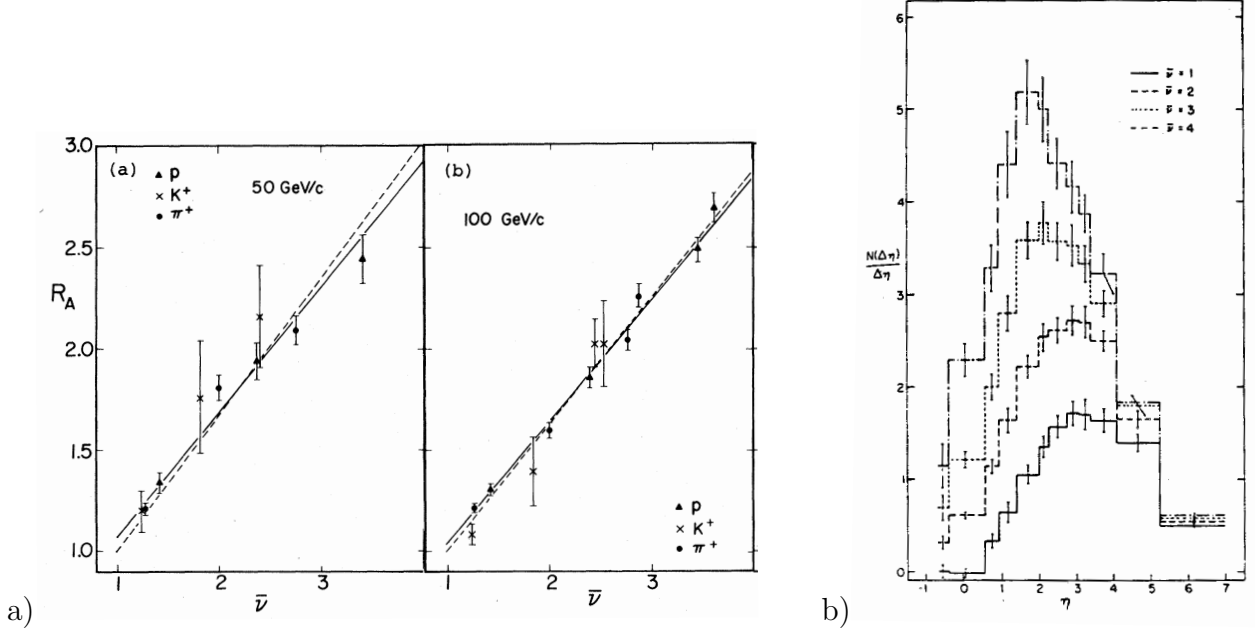 3.0
2.5
2.0
1.5
1.0
R_A
(a)
▲ p
× K+
● π+
50 GeV/c
1 2 3
ν̄
(b)
100 GeV/c
▲ p
× K+
● π+
1 2 3
ν̄
a)
6
5
4
3
2
1
0
N(Δη)
Δη
ν̄ = 1
ν̄ = 2
ν̄ = 3
ν̄ = 4
-1 0 1 2 3 4 5 6 7
η
b)